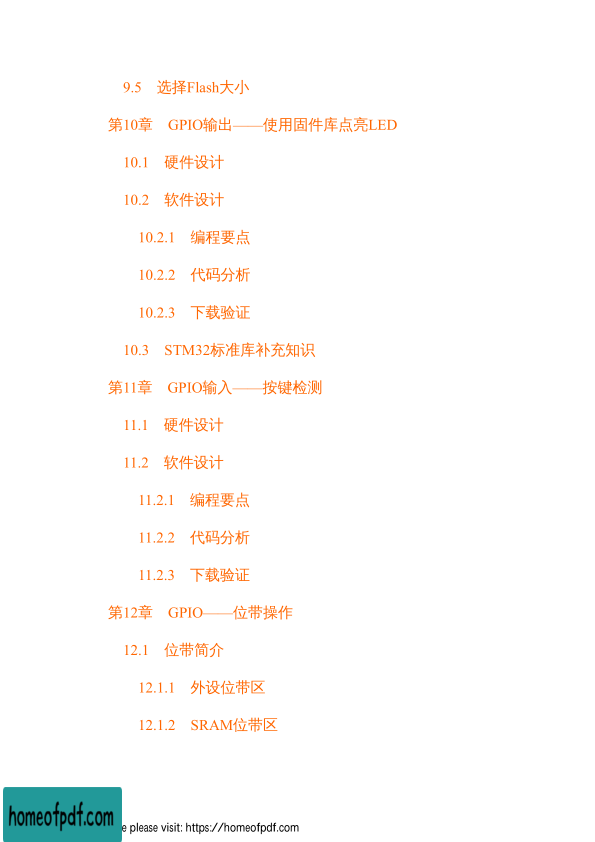 9.5 选择Flash大小
第10章 GPIO输出——使用固件库点亮LED
10.1 硬件设计
10.2 软件设计
10.2.1 编程要点
10.2.2 代码分析
10.2.3 下载验证
10.3 STM32标准库补充知识
第11章 GPIO输入——按键检测
11.1 硬件设计
11.2 软件设计
11.2.1 编程要点
11.2.2 代码分析
11.2.3 下载验证
第12章 GPIO——位带操作
12.1 位带简介
12.1.1 外设位带区
12.1.2 SRAM位带区
homeofpdf.com
please visit: https://homeofpdf.com